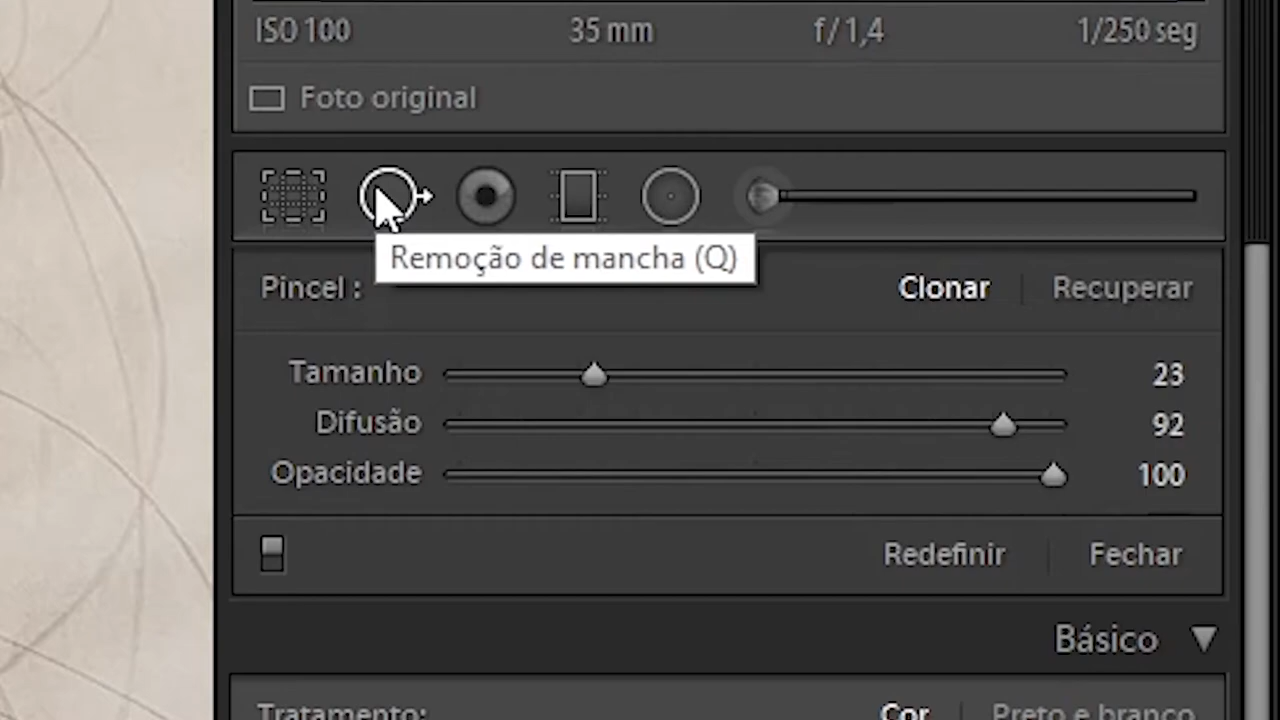 ISO 100 35 mm f / 1,4 1/250 seg
Foto original
Remoção de mancha (Q)
Pincel : Clonar Recuperar
Tamanho 23
Difusão 92
Opacidade 100
Redefinir Fechar
Básico
Tratamento: Cor Preto e branco